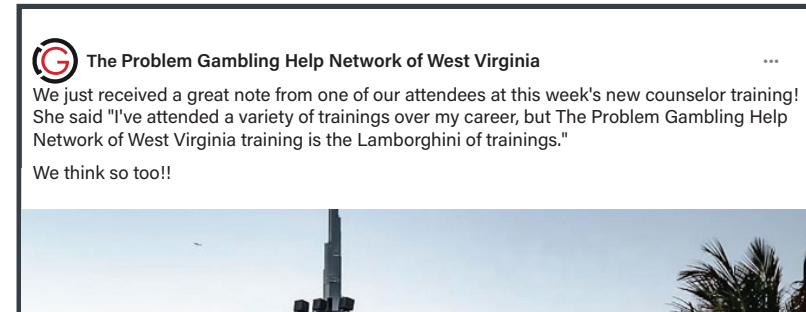 The Problem Gambling Help Network of West Virginia
We just received a great note from one of our attendees at this week's new counselor training!
She said "I've attended a variety of trainings over my career, but The Problem Gambling Help
Network of West Virginia training is the Lamborghini of trainings."
We think so too!!